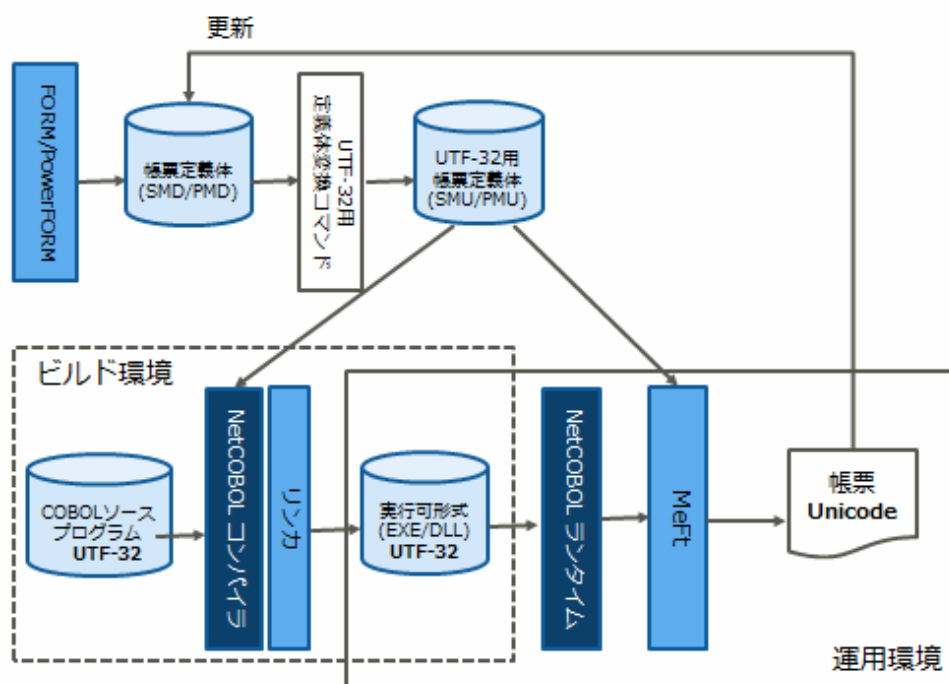 更新
FORM/PowerFORM
帳票定義体
(SMD/PMD)
UTF-32用
定義体変換コマンド
UTF-32用
帳票定義体
(SMU/PMU)
ビルド環境
COBOLソース
プログラム
UTF-32
NetCOBOL コンパイラ
リンカ
実行可形式
(EXE/DLL)
UTF-32
NetCOBOL ランタイム
MeFt
帳票
Unicode
運用環境